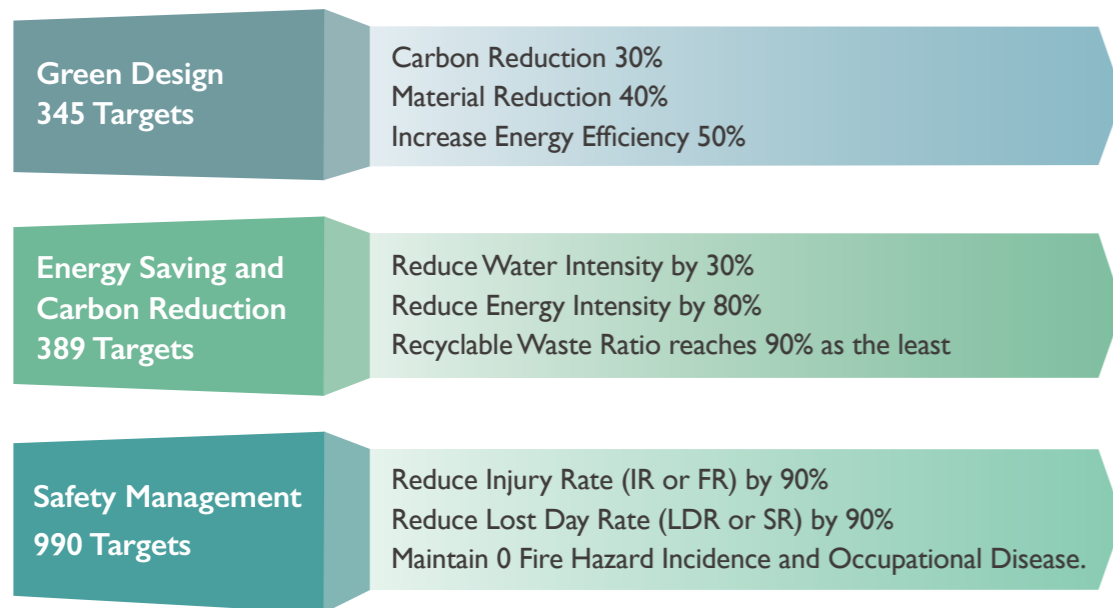 Green Design
345 Targets
Carbon Reduction 30%
Material Reduction 40%
Increase Energy Efficiency 50%
Energy Saving and
Carbon Reduction
389 Targets
Reduce Water Intensity by 30%
Reduce Energy Intensity by 80%
Recyclable Waste Ratio reaches 90% as the least
Safety Management
990 Targets
Reduce Injury Rate (IR or FR) by 90%
Reduce Lost Day Rate (LDR or SR) by 90%
Maintain 0 Fire Hazard Incidence and Occupational Disease.